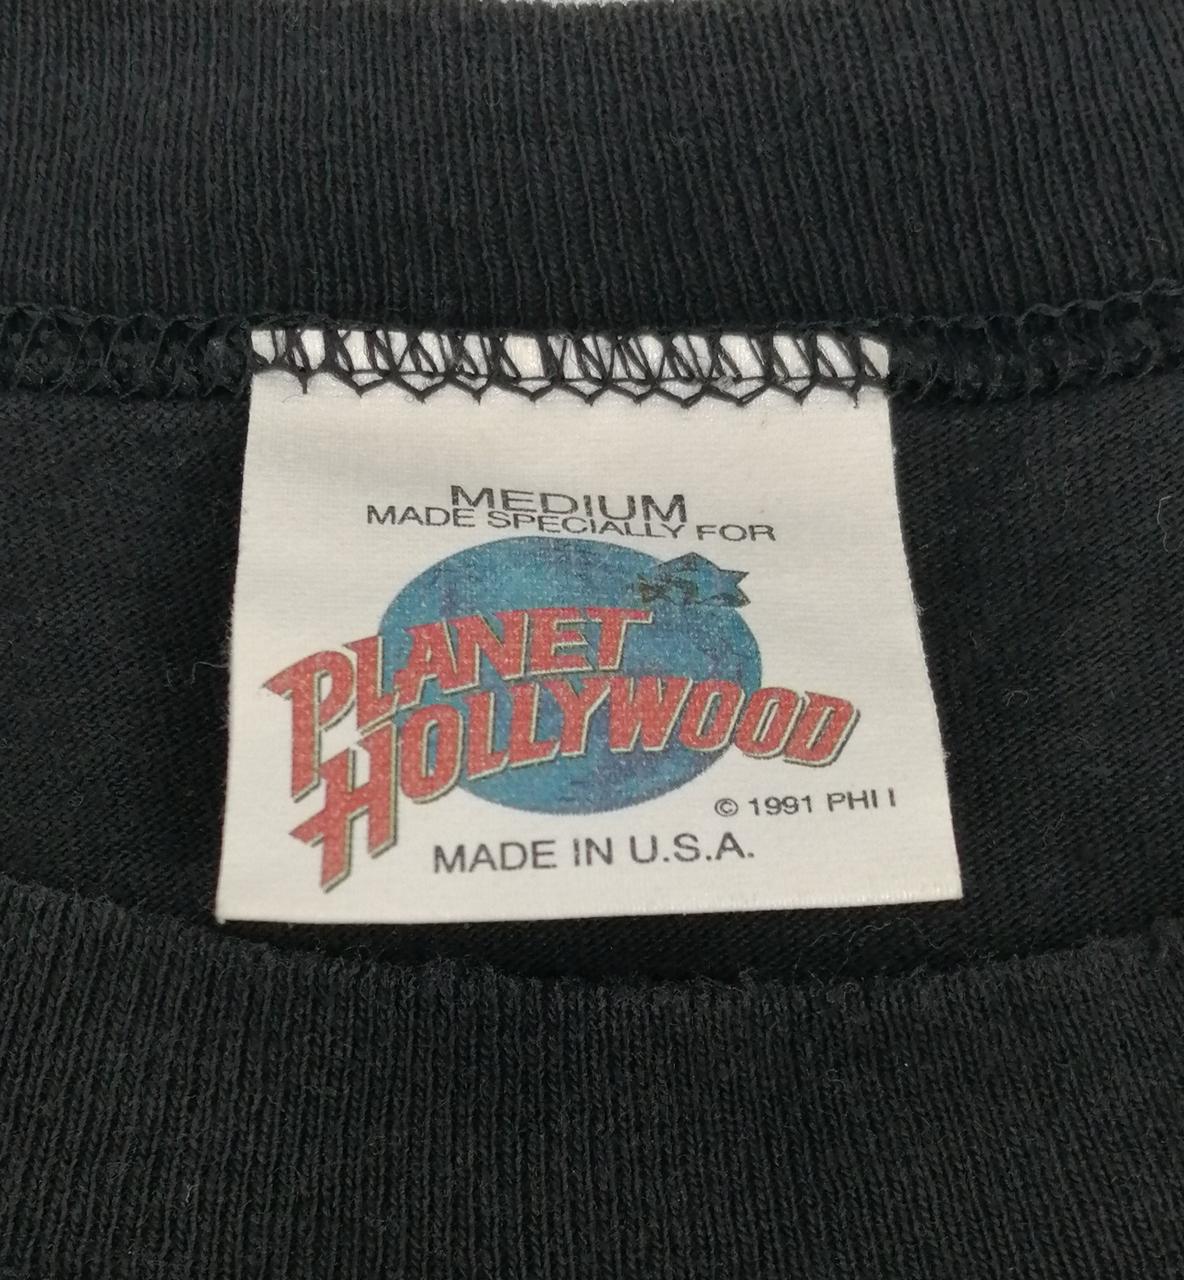 MEDIUM
MADE SPECIALLY FOR
PLANET
HOLLYWOOD
© 1991 PHI I
MADE IN U.S.A.